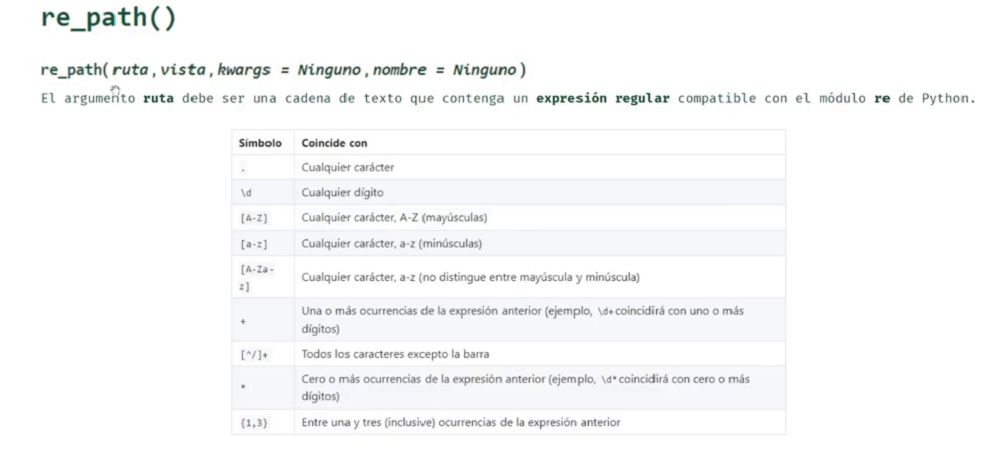 re_path()
re_path(ruta,vista,kwargs = Ninguno,nombre = Ninguno)
El argumento ruta debe ser una cadena de texto que contenga un expresión regular compatible con el módulo re de Python.
Símbolo Coincide con
. Cualquier carácter
\d Cualquier dígito
[A-Z] Cualquier carácter, A-Z (mayúsculas)
[a-z] Cualquier carácter, a-z (minúsculas)
[A-Za-
z] Cualquier carácter, a-z (no distingue entre mayúscula y minúscula)
+ Una o más ocurrencias de la expresión anterior (ejemplo, \d+ coincidirá con uno o más
dígitos)
[^/]+ Todos los caracteres excepto la barra
* Cero o más ocurrencias de la expresión anterior (ejemplo, \d* coincidirá con cero o más
dígitos)
{1,3} Entre una y tres (inclusive) ocurrencias de la expresión anterior